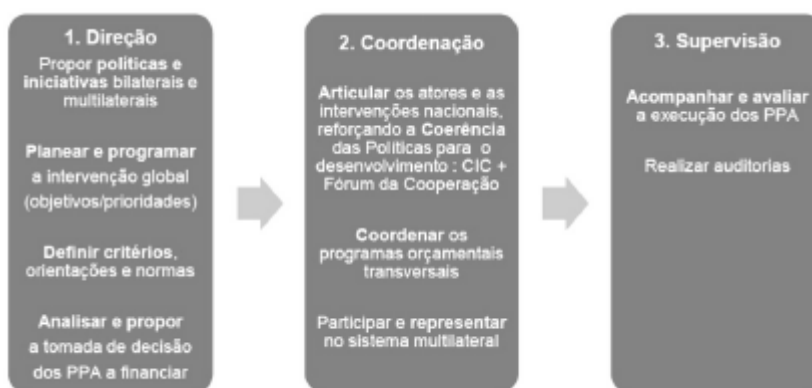 1. Direção
Propor políticas e
iniciativas bilaterais e
multilaterais
Planear e programar
a intervenção global
(objetivos/prioridades)
Definir critérios,
orientações e normas
Analisar e propor
a tomada de decisão
dos PPA a financiar
2. Coordenação
Articular os atores e as
intervenções nacionais,
reforçando a Coerência
das Políticas para o
desenvolvimento : CIC +
Fórum da Cooperação
Coordenar os
programas orçamentais
transversais
Participar e representar
no sistema multilateral
3. Supervisão
Acompanhar e avaliar
a execução dos PPA
Realizar auditorias